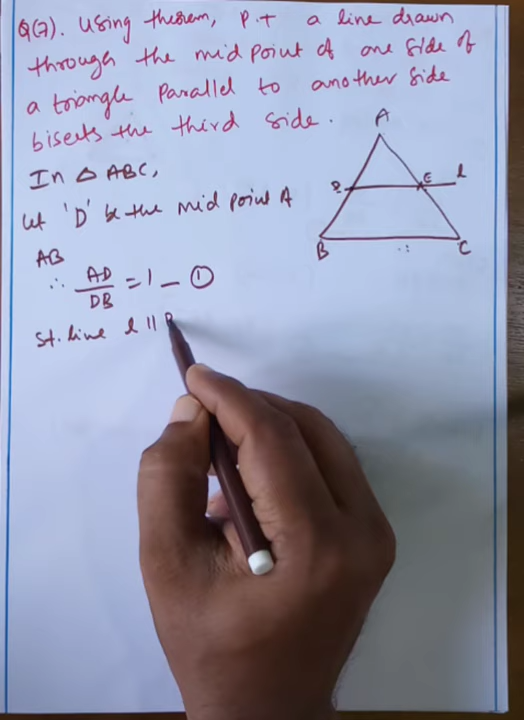 Q(7). Using theorem, P.T a line drawn
through the mid point of one side of
a triangle parallel to another side
bisects the third side.
In △ ABC,
let 'D' be the mid point A
AB
∴ AD/DB = 1 — ①
St. line l || B
A
D E l
B C